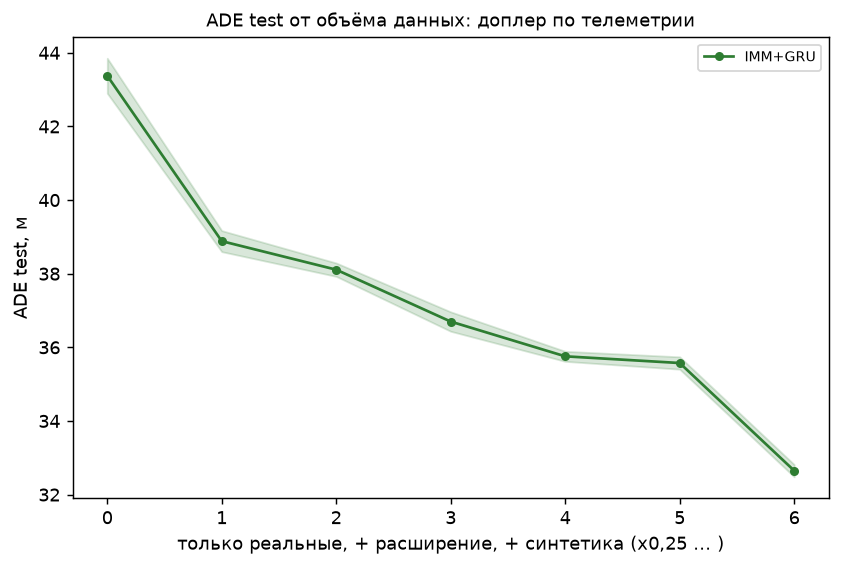 ADE test от объёма данных: доплер по телеметрии
IMM+GRU
ADE test, м
44
42
40
38
36
34
32
0 1 2 3 4 5 6
только реальные, + расширение, + синтетика (x0,25 ... )